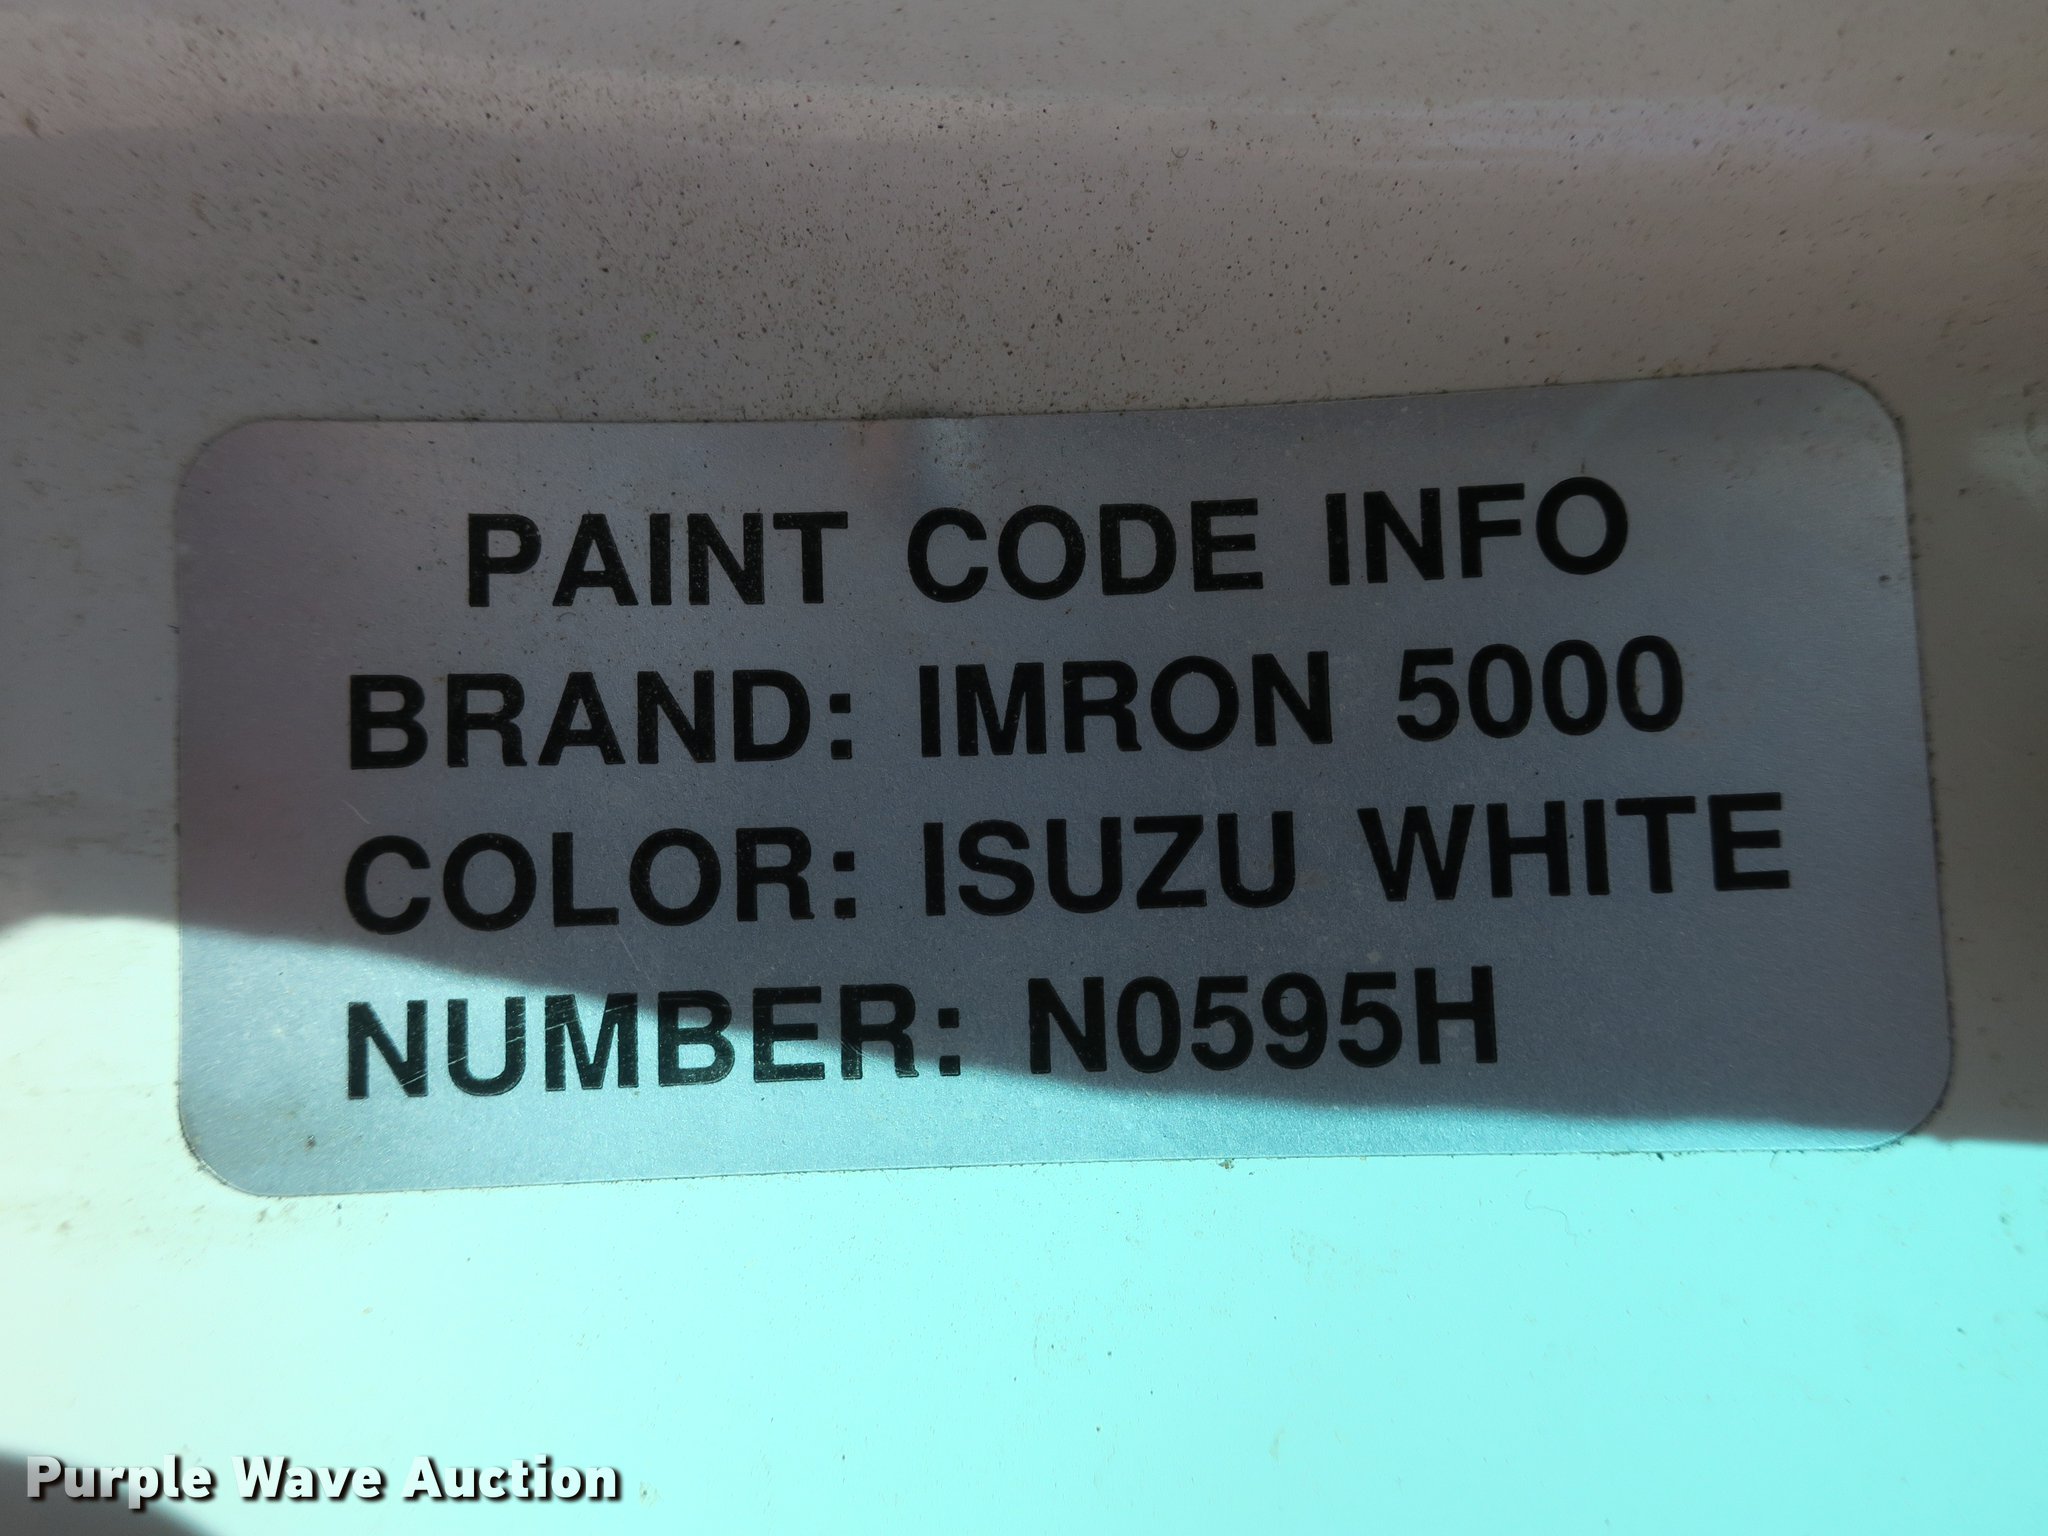 PAINT CODE INFO
BRAND: IMRON 5000
COLOR: ISUZU WHITE
NUMBER: N0595H
Purple Wave Auction